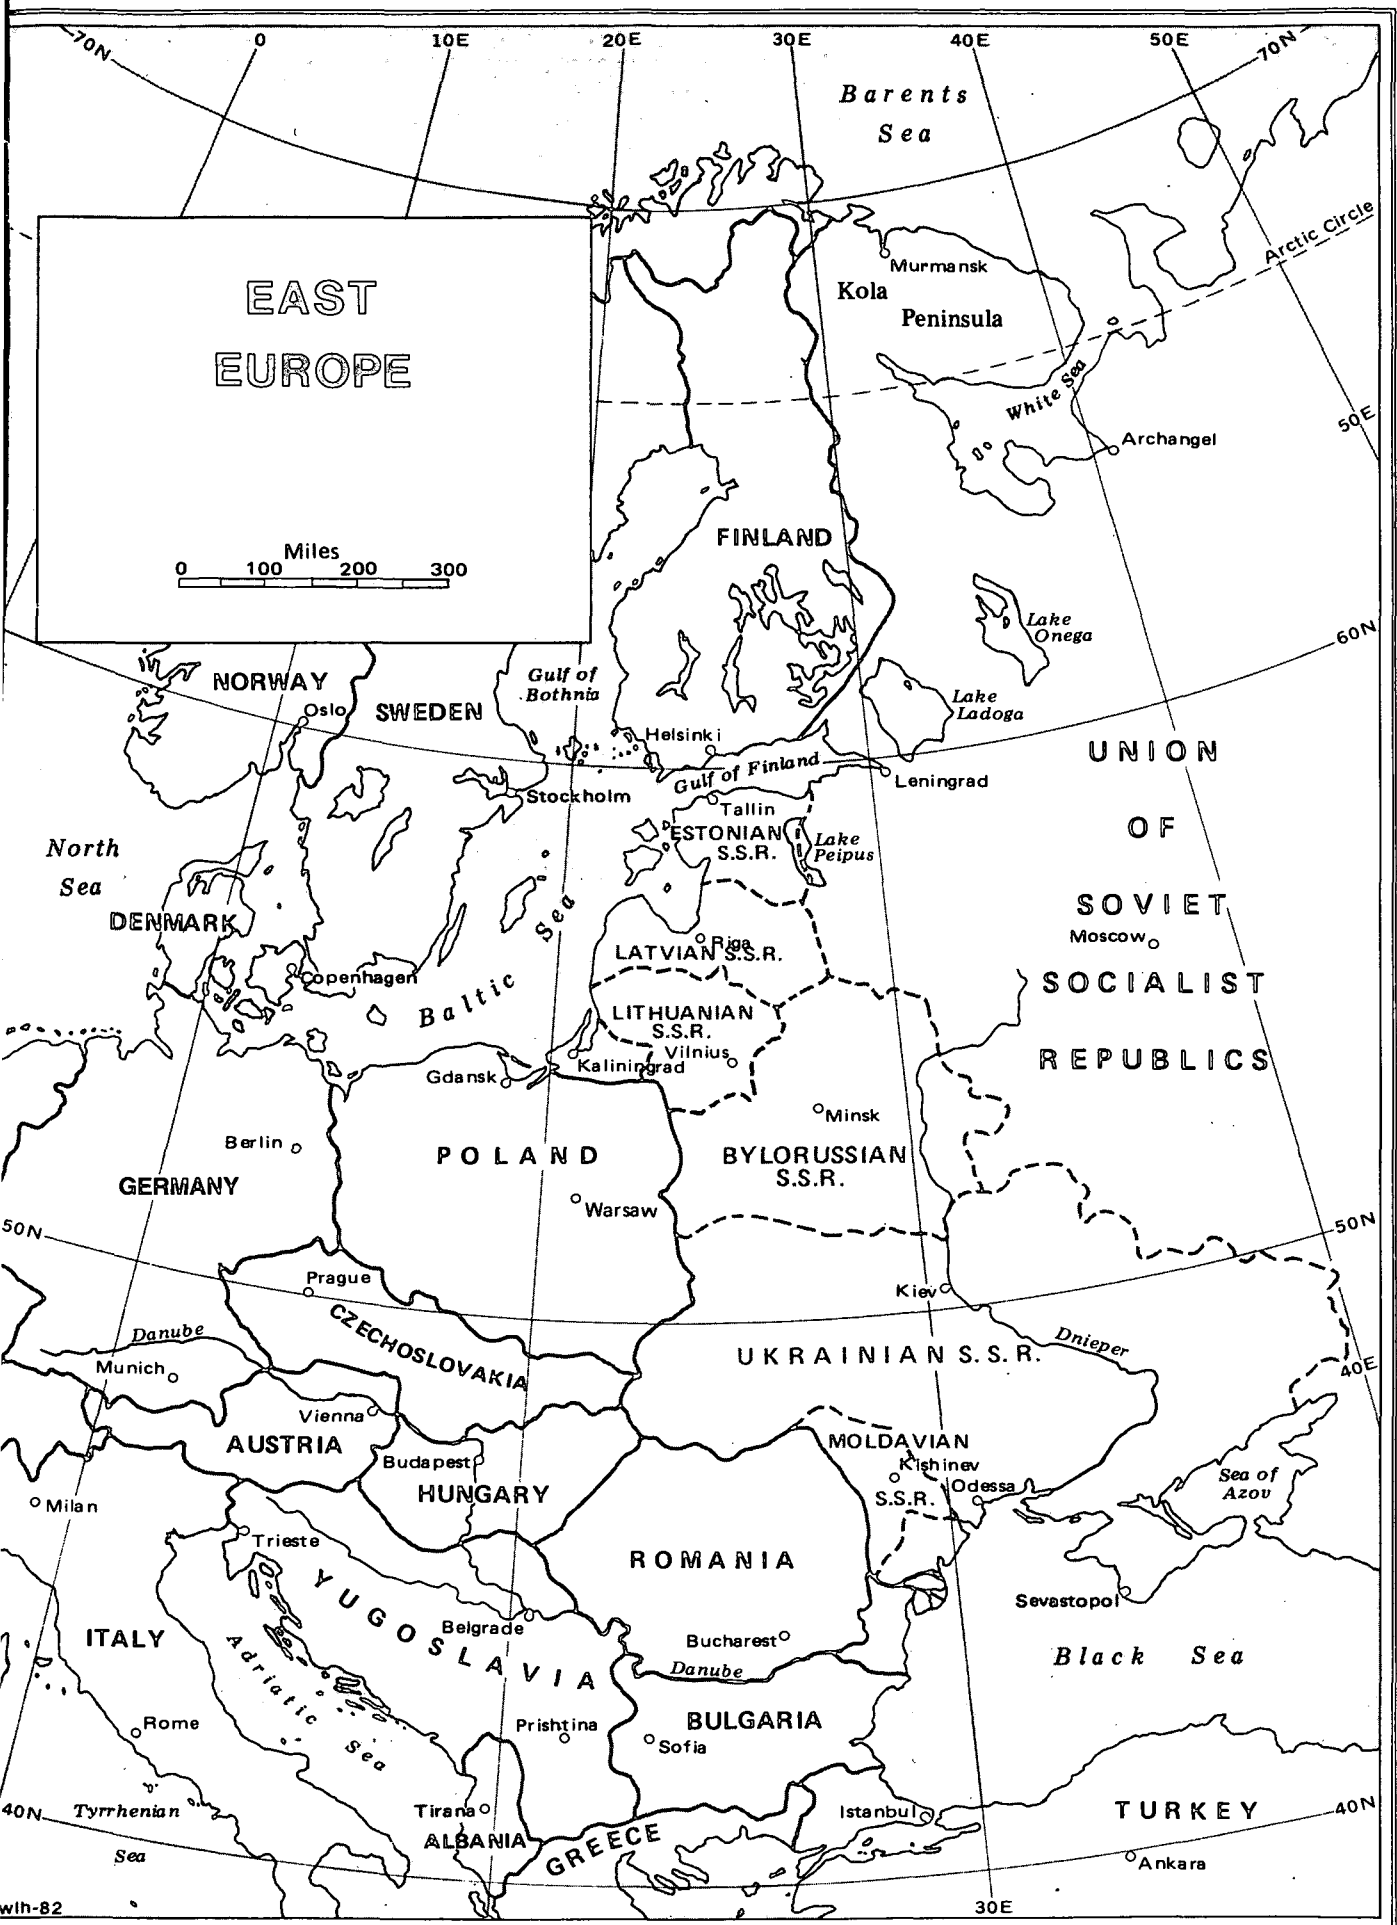 70N
0
10E
20E
30E
40E
50E
70N
Barents
Sea
Arctic Circle
Murmansk
Kola
Peninsula
EAST
EUROPE
White Sea
50E
Archangel
FINLAND
Miles
0 100 200 300
Lake
Onega
60N
NORWAY
Gulf of
Bothnia
Oslo
SWEDEN
Lake
Ladoga
Helsinki
Gulf of Finland
Leningrad
UNION
Stockholm
Tallin
North
Sea
ESTONIAN
S.S.R.
Lake
Peipus
OF
DENMARK
SOVIET
Moscow
Riga
LATVIAN S.S.R.
Copenhagen
Baltic Sea
SOCIALIST
LITHUANIAN
S.S.R.
Vilnius
Kaliningrad
Gdansk
REPUBLICS
Minsk
Berlin
POLAND
BYLORUSSIAN
S.S.R.
GERMANY
Warsaw
50N
50N
Prague
Kiev
CZECHOSLOVAKIA
Danube
Dnieper
Munich
UKRAINIAN S.S.R.
40E
Vienna
AUSTRIA
MOLDAVIAN
Budapest
Kishinev
S.S.R.
Odessa
Sea of
Azov
HUNGARY
Milan
Trieste
ROMANIA
YUGOSLAVIA
Sevastopol
Belgrade
ITALY
Bucharest
Black Sea
Adriatic Sea
Danube
Rome
Prishtina
BULGARIA
Sofia
40N
Tyrrhenian
Sea
Tirana
Istanbul
TURKEY
40N
ALBANIA
GREECE
Ankara
wlh-82
30E